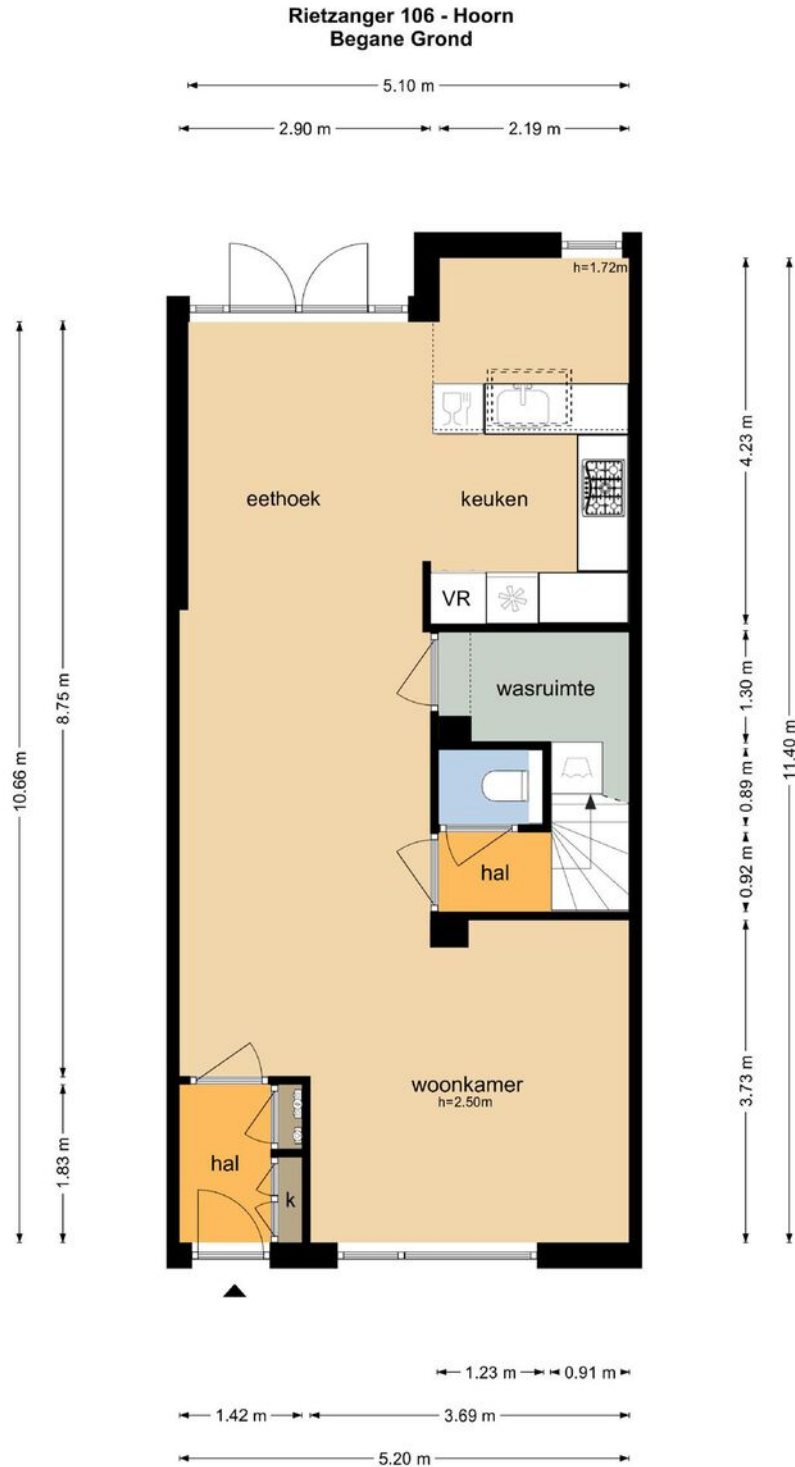 Rietzanger 106 - Hoorn
Begane Grond
5.10 m
2.90 m
2.19 m
h=1.72m
4.23 m
eethoek
keuken
VR
wasruimte
1.30 m
8.75 m
10.66 m
11.40 m
0.89 m
0.92 m
hal
3.73 m
woonkamer
h=2.50m
1.83 m
hal
k
1.23 m
0.91 m
1.42 m
3.69 m
5.20 m